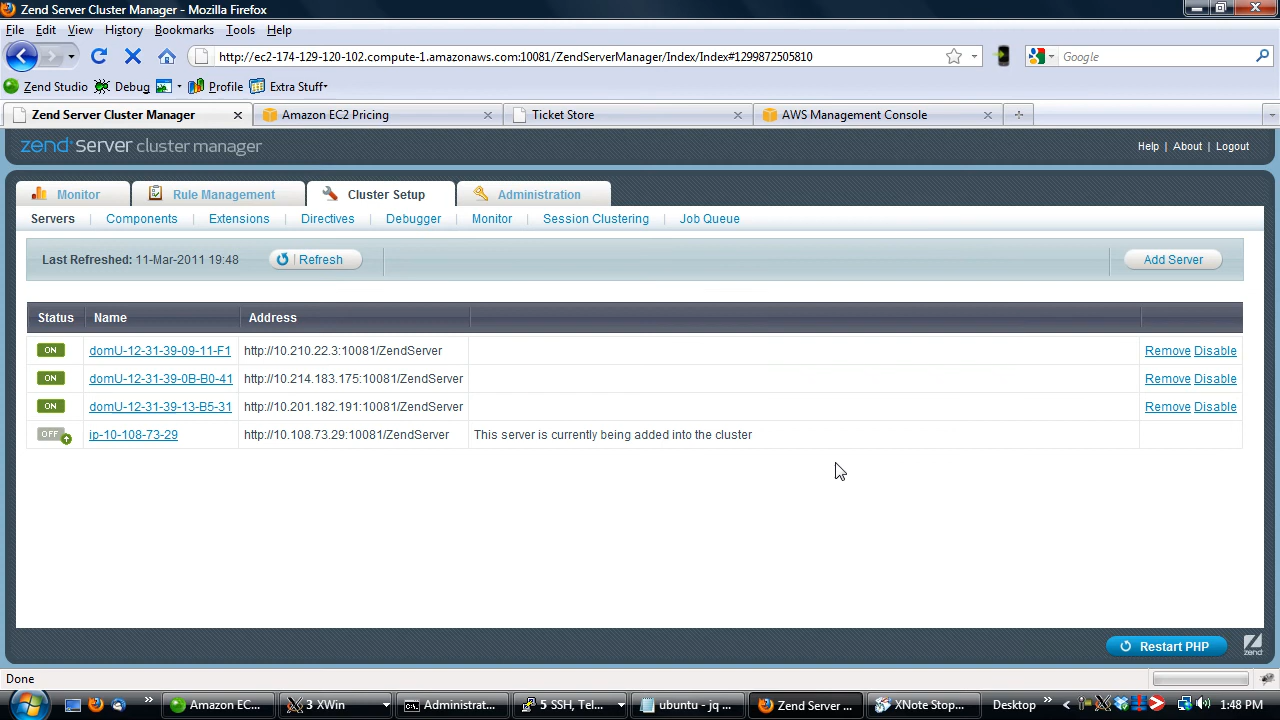 Zend Server Cluster Manager - Mozilla Firefox
File Edit View History Bookmarks Tools Help
http://ec2-174-129-120-102.compute-1.amazonaws.com:10081/ZendServerManager/Index/Index#1299872505810
Google
Zend Studio Debug Profile Extra Stuff
Zend Server Cluster Manager
Amazon EC2 Pricing
Ticket Store
AWS Management Console
zend server cluster manager
Help | About | Logout
Monitor Rule Management Cluster Setup Administration
Servers | Components | Extensions | Directives | Debugger | Monitor | Session Clustering | Job Queue
Last Refreshed: 11-Mar-2011 19:48 Refresh Add Server
Status Name Address
ON domU-12-31-39-09-11-F1 http://10.210.22.3:10081/ZendServer Remove Disable
ON domU-12-31-39-0B-B0-41 http://10.214.183.175:10081/ZendServer Remove Disable
ON domU-12-31-39-13-B5-31 http://10.201.182.191:10081/ZendServer Remove Disable
OFF ip-10-108-73-29 http://10.108.73.29:10081/ZendServer This server is currently being added into the cluster
Restart PHP
zend
Done
Amazon EC... 3 XWin Administrat... 5 SSH, Tel... ubuntu - jq ... Zend Server ... XNote Stop... Desktop 1:48 PM